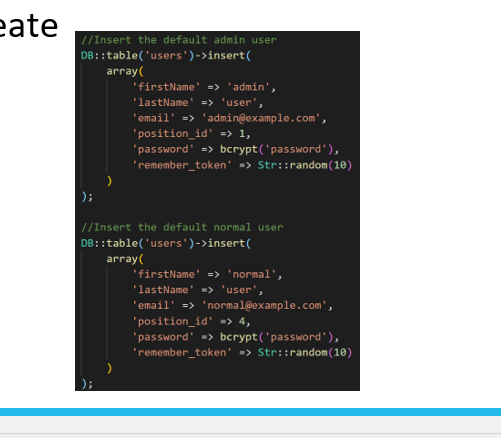 eate
//Insert the default admin user
DB::table('users')->insert(
array(
'firstName' => 'admin',
'lastName' => 'user',
'email' => 'admin@example.com',
'position_id' => 1,
'password' => bcrypt('password'),
'remember_token' => Str::random(10)
)
);
//Insert the default normal user
DB::table('users')->insert(
array(
'firstName' => 'normal',
'lastName' => 'user',
'email' => 'normal@example.com',
'position_id' => 4,
'password' => bcrypt('password'),
'remember_token' => Str::random(10)
)
);